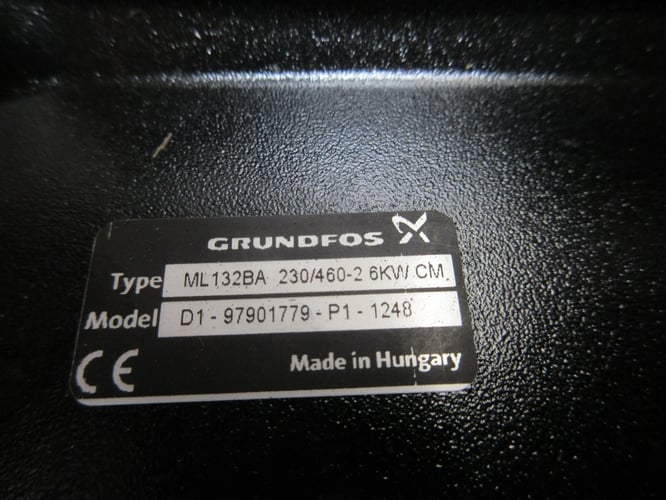 GRUNDFOS
Type ML132BA 230/460-2 6KW CM
Model D1 - 97901779 - P1 - 1248
CE Made in Hungary